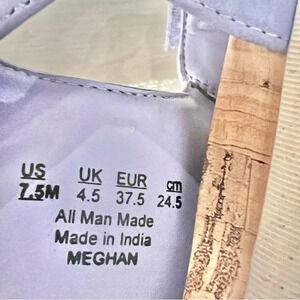 US UK EUR cm
7.5M 4.5 37.5 24.5
All Man Made
Made in India
MEGHAN